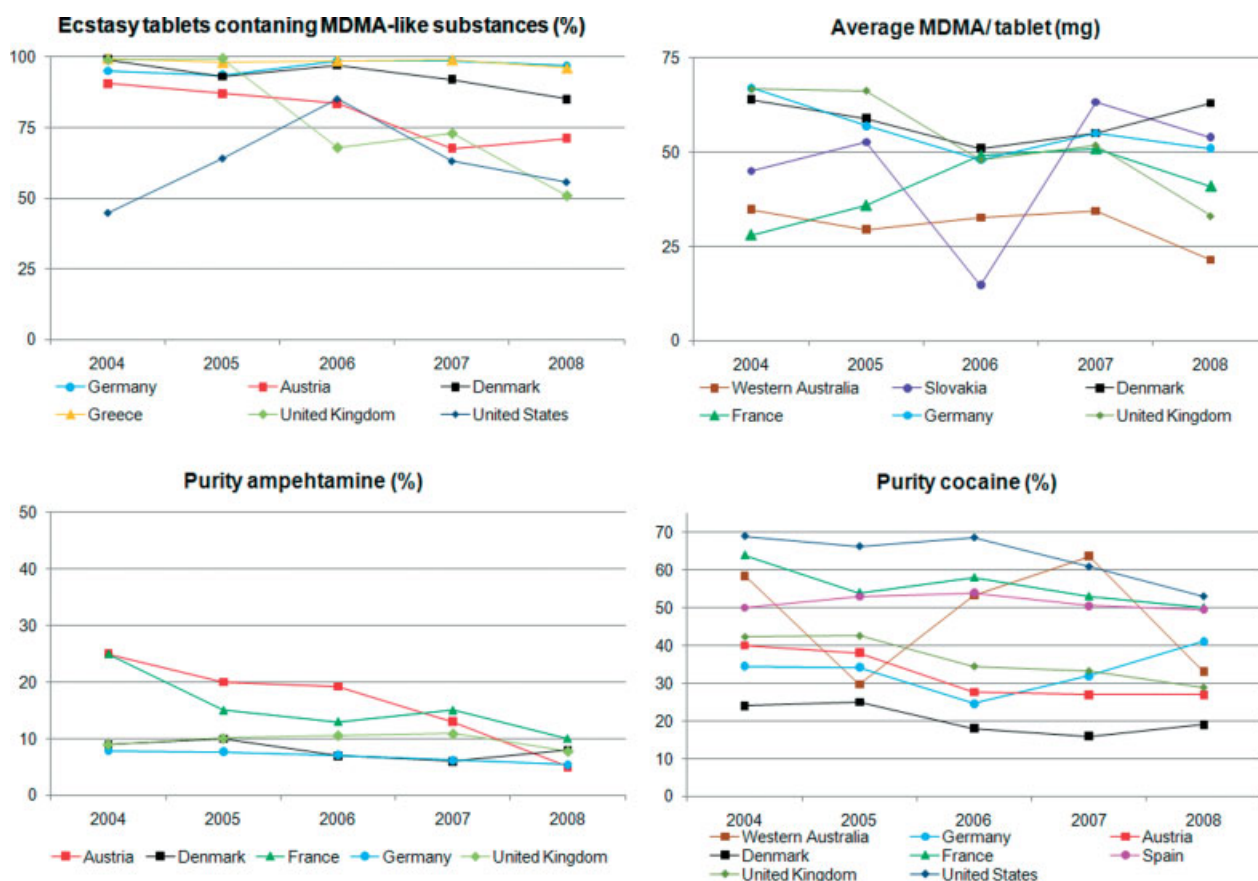 Ecstasy tablets contaning MDMA-like substances (%)
100
75
50
25
0
2004 2005 2006 2007 2008
Germany Austria Denmark
Greece United Kingdom United States
Average MDMA/ tablet (mg)
75
50
25
0
2004 2005 2006 2007 2008
Western Australia Slovakia Denmark
France Germany United Kingdom
Purity ampehtamine (%)
50
40
30
20
10
0
2004 2005 2006 2007 2008
Austria Denmark France Germany United Kingdom
Purity cocaine (%)
70
60
50
40
30
20
10
0
2004 2005 2006 2007 2008
Western Australia Germany Austria
Denmark France Spain
United Kingdom United States